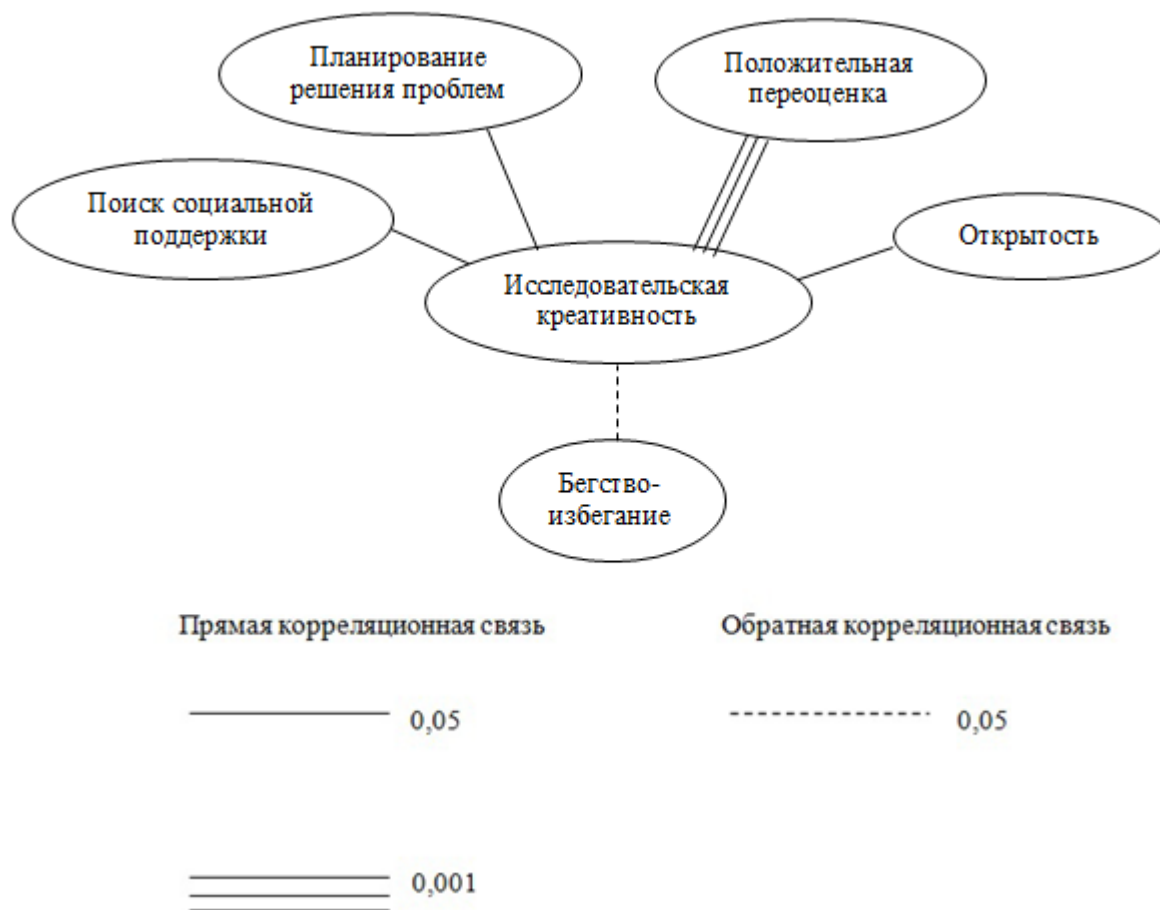 Планирование
решения проблем
Положительная
переоценка
Поиск социальной
поддержки
Открытость
Исследовательская
креативность
Бегство-
избегание
Прямая корреляционная связь
Обратная корреляционная связь
0,05
0,05
0,001